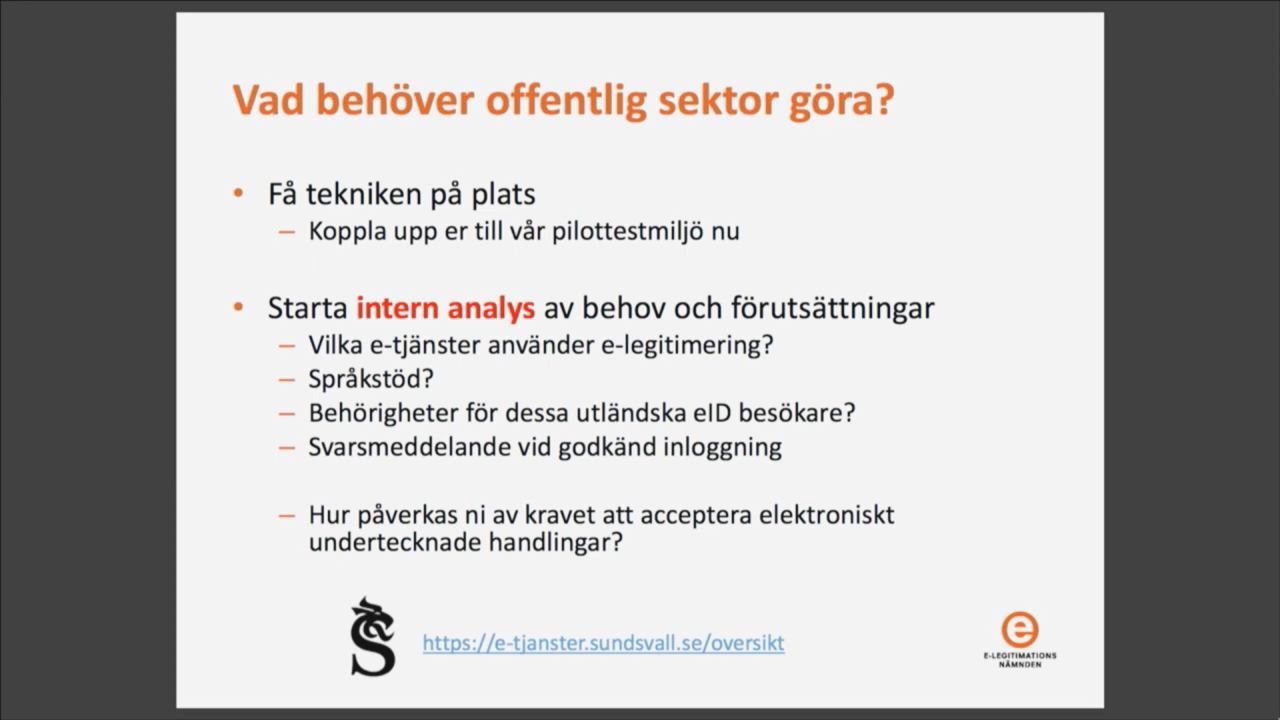 Vad behöver offentlig sektor göra?
• Få tekniken på plats
– Koppla upp er till vår pilottestmiljö nu
• Starta intern analys av behov och förutsättningar
– Vilka e-tjänster använder e-legitimering?
– Språkstöd?
– Behörigheter för dessa utländska eID besökare?
– Svarsmeddelande vid godkänd inloggning
– Hur påverkas ni av kravet att acceptera elektroniskt
undertecknade handlingar?
S
https://e-tjanster.sundsvall.se/oversikt
e
E-LEGITIMATIONS
NÄMNDEN